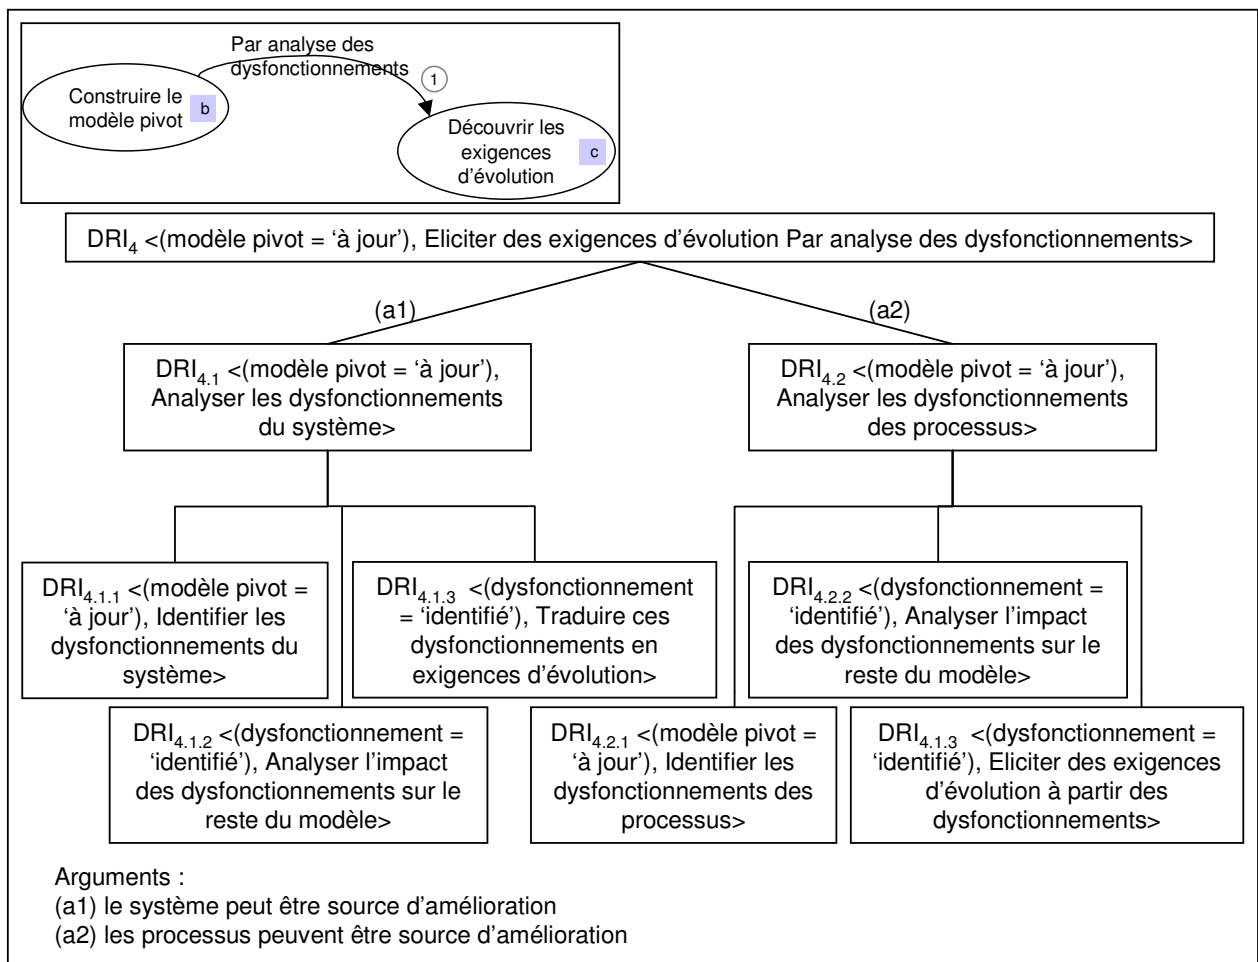 Par analyse des
dysfonctionnements
1
Construire le
modèle pivot
b
Découvrir les
exigences
d'évolution
c
DRI4 <(modèle pivot = ‘à jour’), Eliciter des exigences d’évolution Par analyse des dysfonctionnements>
(a1)
(a2)
DRI4.1 <(modèle pivot = ‘à jour’),
Analyser les dysfonctionnements
du système>
DRI4.2 <(modèle pivot = ‘à jour’),
Analyser les dysfonctionnements
des processus>
DRI4.1.1 <(modèle pivot =
‘à jour’), Identifier les
dysfonctionnements du
système>
DRI4.1.3 <(dysfonctionnement
= ‘identifié’), Traduire ces
dysfonctionnements en
exigences d’évolution>
DRI4.2.2 <(dysfonctionnement =
‘identifié’), Analyser l’impact
des dysfonctionnements sur le
reste du modèle>
DRI4.1.2 <(dysfonctionnement =
‘identifié’), Analyser l’impact
des dysfonctionnements sur le
reste du modèle>
DRI4.2.1 <(modèle pivot =
‘à jour’), Identifier les
dysfonctionnements des
processus>
DRI4.1.3 <(dysfonctionnement =
‘identifié’), Eliciter des exigences
d’évolution à partir des
dysfonctionnements>
Arguments :
(a1) le système peut être source d’amélioration
(a2) les processus peuvent être source d’amélioration